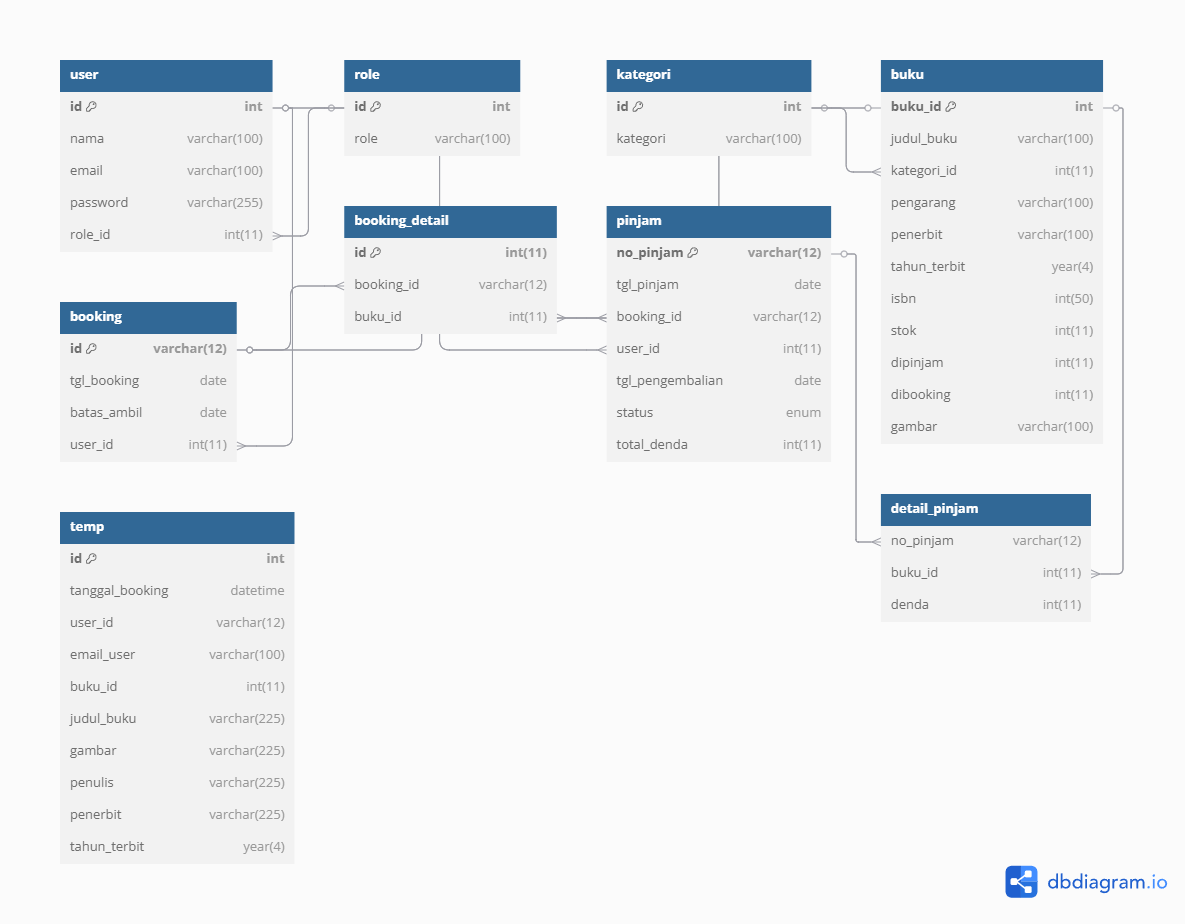 user
id int
nama varchar(100)
email varchar(100)
password varchar(255)
role_id int(11)
role
id int
role varchar(100)
kategori
id int
kategori varchar(100)
buku
buku_id int
judul_buku varchar(100)
kategori_id int(11)
pengarang varchar(100)
penerbit varchar(100)
tahun_terbit year(4)
isbn int(50)
stok int(11)
dipinjam int(11)
dibooking int(11)
gambar varchar(100)
booking_detail
id int(11)
booking_id varchar(12)
buku_id int(11)
pinjam
no_pinjam varchar(12)
tgl_pinjam date
booking_id varchar(12)
user_id int(11)
tgl_pengembalian date
status enum
total_denda int(11)
booking
id varchar(12)
tgl_booking date
batas_ambil date
user_id int(11)
detail_pinjam
no_pinjam varchar(12)
buku_id int(11)
denda int(11)
temp
id int
tanggal_booking datetime
user_id varchar(12)
email_user varchar(100)
buku_id int(11)
judul_buku varchar(225)
gambar varchar(225)
penulis varchar(225)
penerbit varchar(225)
tahun_terbit year(4)
dbdiagram.io